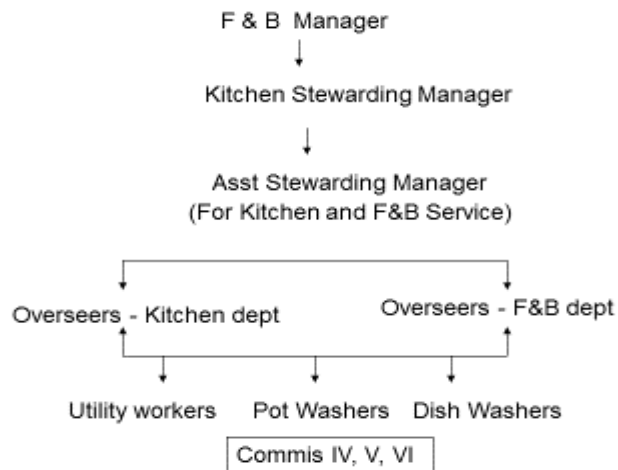 F & B Manager
Kitchen Stewarding Manager
Asst Stewarding Manager
(For Kitchen and F&B Service)
Overseers - Kitchen dept
Overseers - F&B dept
Utility workers
Pot Washers
Dish Washers
Commis IV, V, VI